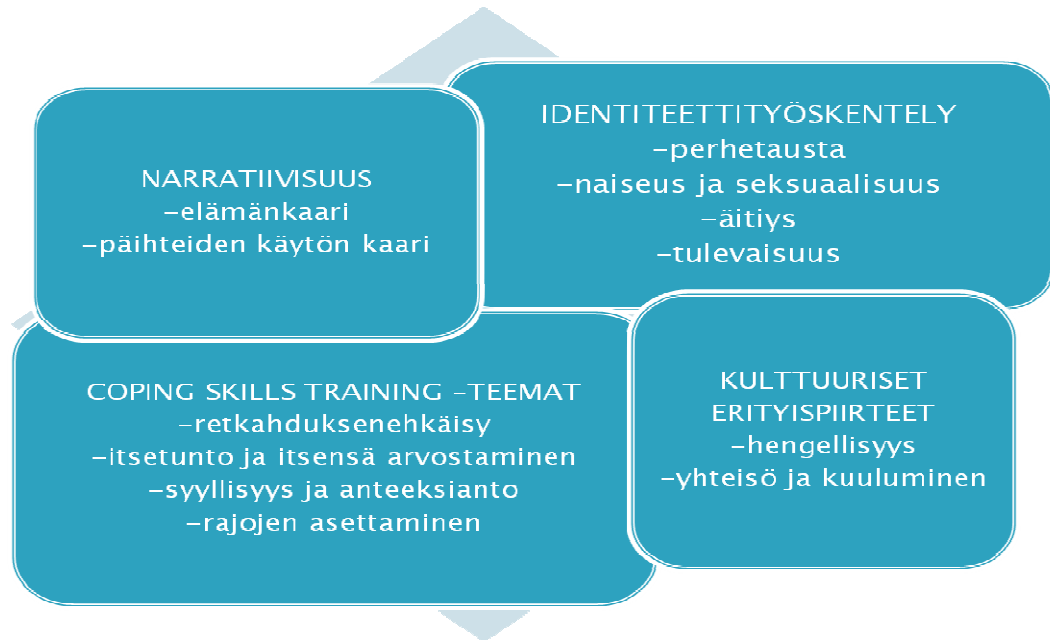 NARRATIIVISUUS
–elämänkaari
–päihteiden käytön kaari
IDENTITEETTITYÖSKENTELY
–perhetausta
–naiseus ja seksuaalisuus
–äitiys
–tulevaisuus
COPING SKILLS TRAINING –TEEMAT
–retkahduksenehkäisy
–itsetunto ja itsensä arvostaminen
–syyllisyys ja anteeksianto
–rajojen asettaminen
KULTTUURISET
ERITYISPIIRTEET
–hengellisyys
–yhteisö ja kuuluminen